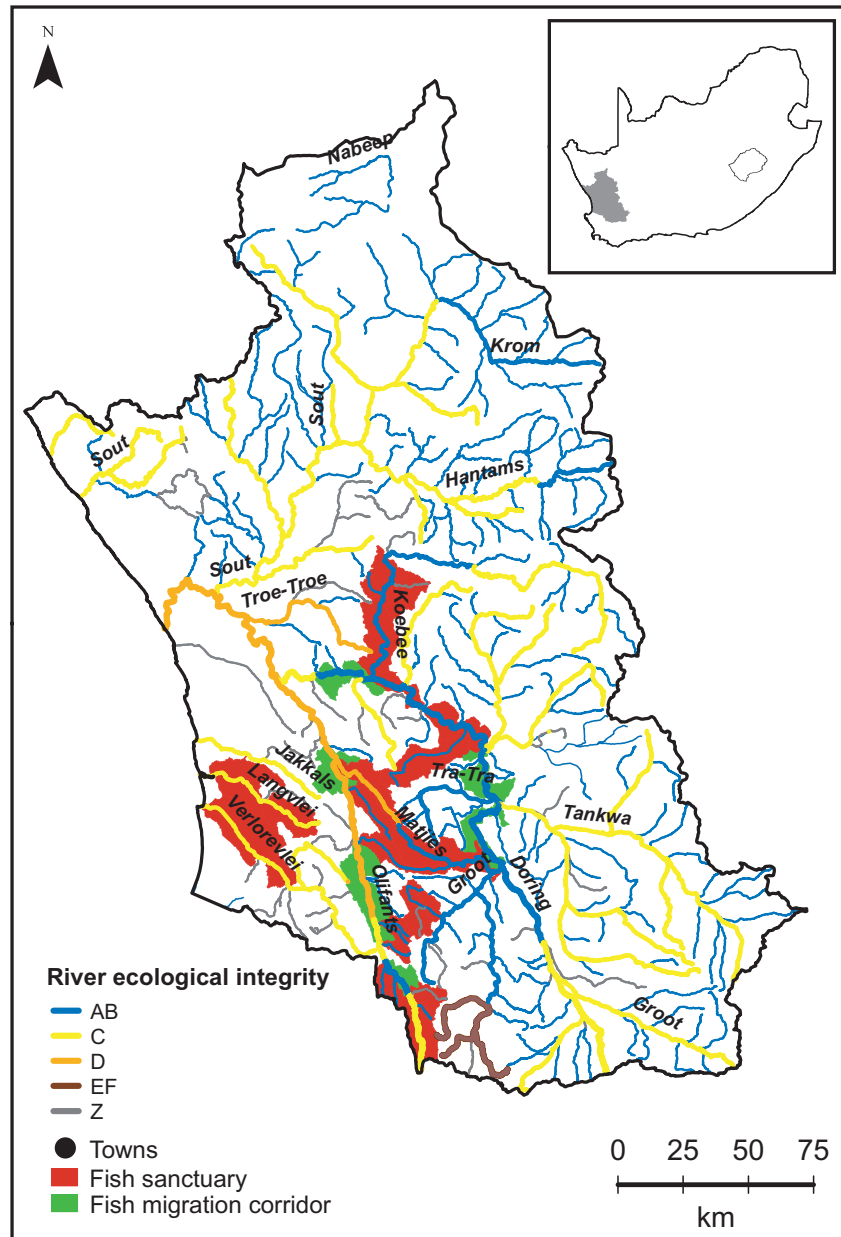 N
Nabeep
Krom
Sout
Sout
Hantams
Sout
Troe-Troe
Koebee
Jakkals
Langvlei
Verlorevlei
Tra-Tra
Matjies
Tankwa
Groot
Doring
Olifants
Groot
River ecological integrity
AB
C
D
EF
Z
Towns
Fish sanctuary
Fish migration corridor
0 25 50 75
km